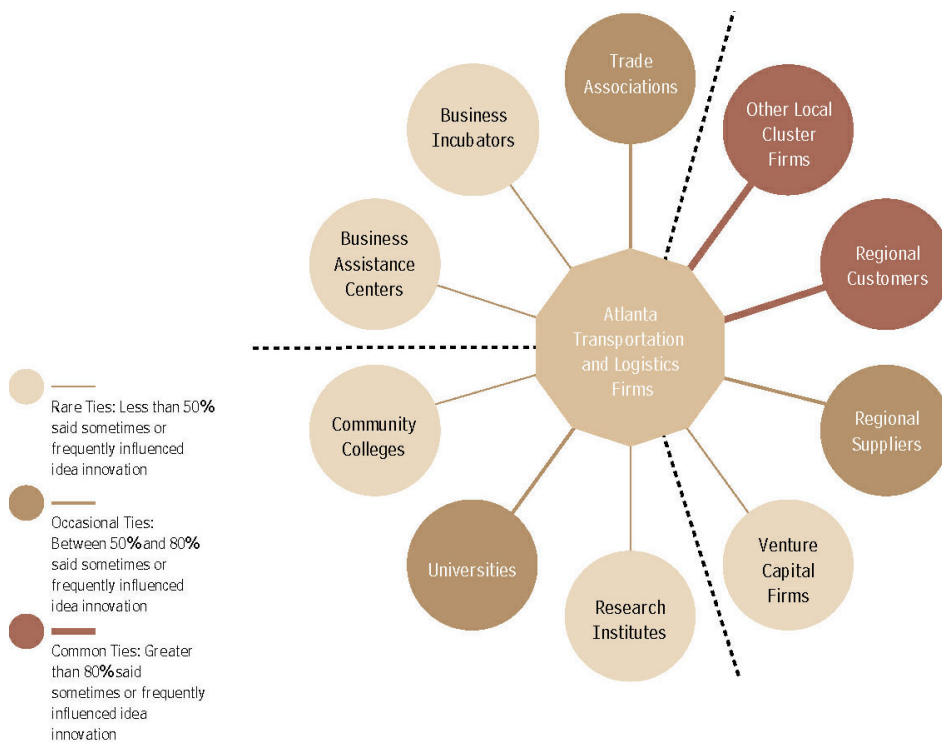 Trade
Associations
Business
Incubators
Other Local
Cluster
Firms
Business
Assistance
Centers
Regional
Customers
Atlanta
Transportation
and Logistics
Firms
Community
Colleges
Regional
Suppliers
Universities
Research
Institutes
Venture
Capital
Firms
Rare Ties: Less than 50%
said sometimes or
frequently influenced
idea innovation
Occasional Ties:
Between 50% and 80%
said sometimes or
frequently influenced
idea innovation
Common Ties: Greater
than 80% said
sometimes or frequently
influenced idea
innovation